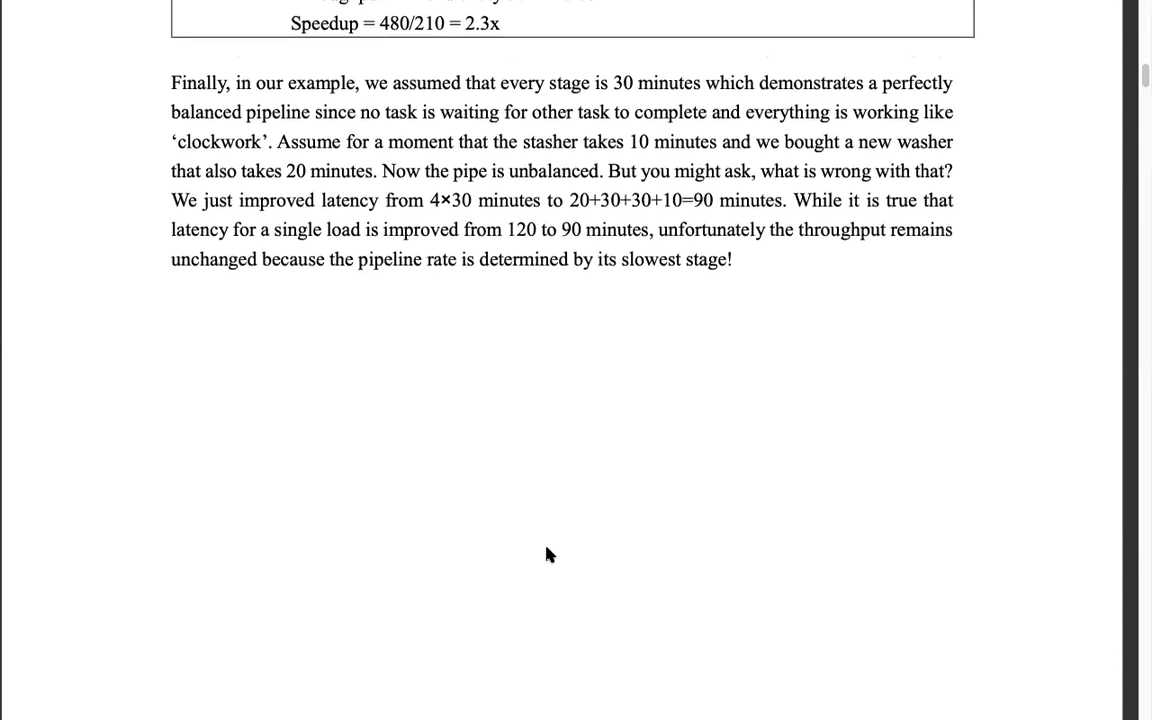 Speedup = 480/210 = 2.3x
Finally, in our example, we assumed that every stage is 30 minutes which demonstrates a perfectly
balanced pipeline since no task is waiting for other task to complete and everything is working like
‘clockwork’. Assume for a moment that the stasher takes 10 minutes and we bought a new washer
that also takes 20 minutes. Now the pipe is unbalanced. But you might ask, what is wrong with that?
We just improved latency from 4×30 minutes to 20+30+30+10=90 minutes. While it is true that
latency for a single load is improved from 120 to 90 minutes, unfortunately the throughput remains
unchanged because the pipeline rate is determined by its slowest stage!